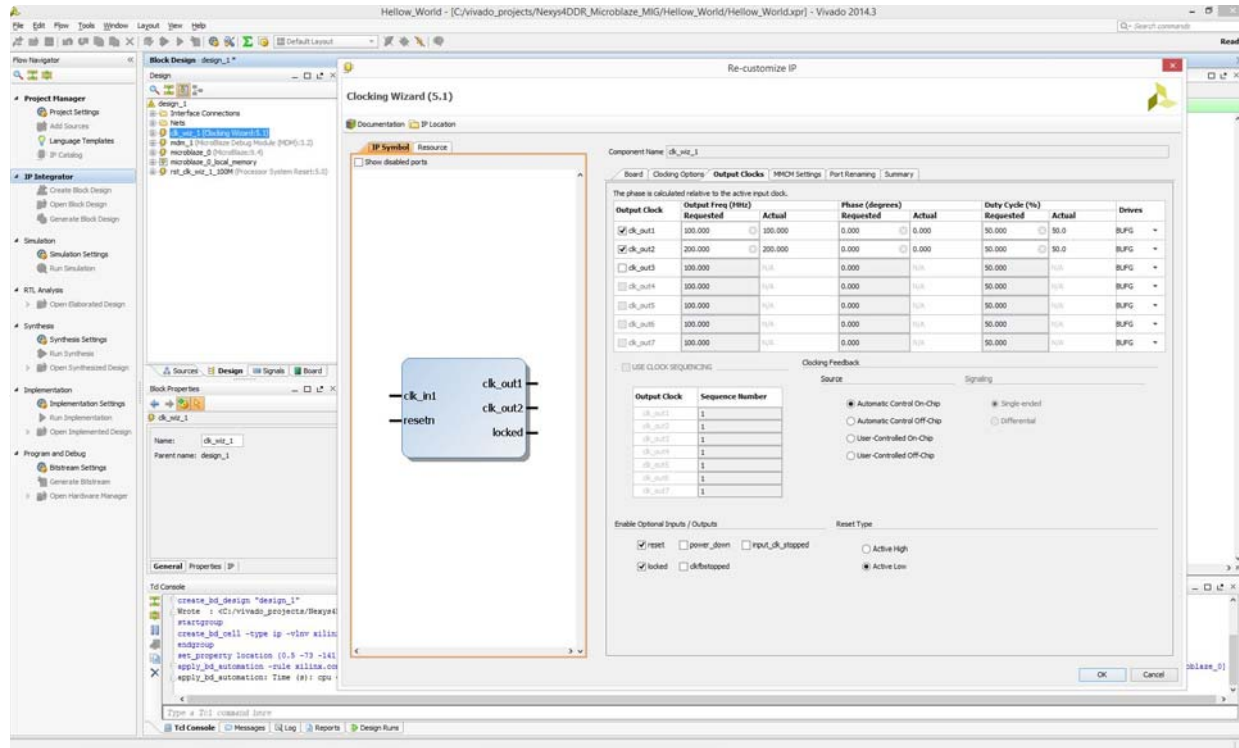 Hellow_World - [C:/vivado_projects/Nexys4DDR_Microblaze_MIG/Hellow_World/Hellow_World.xpr] - Vivado 2014.3
File Edit Flow Tools Window Layout View Help
Search commands
Default Layout
Read
Flow Navigator
Project Manager
Project Settings
Add Sources
Language Templates
IP Catalog
IP Integrator
Create Block Design
Open Block Design
Generate Block Design
Simulation
Simulation Settings
Run Simulation
RTL Analysis
Open Elaborated Design
Synthesis
Synthesis Settings
Run Synthesis
Open Synthesized Design
Implementation
Implementation Settings
Run Implementation
Open Implemented Design
Program and Debug
Bitstream Settings
Generate Bitstream
Open Hardware Manager
Block Design design_1 *
Design
design_1
Interface Connections
Nets
clk_wiz_1 (Clocking Wizard:5.1)
mdm_1 (MicroBlaze Debug Module (MDM):3.2)
microblaze_0 (MicroBlaze:9.4)
microblaze_0_local_memory
rst_clk_wiz_1_100M (Processor System Reset:5.0)
Sources Design Signals Board
Block Properties
clk_wiz_1
Name: clk_wiz_1
Parent name: design_1
General Properties IP
Tcl Console
create_bd_design "design_1"
Wrote : <C:/vivado_projects/Nexys4
startgroup
create_bd_cell -type ip -vlnv xilin
endgroup
set_property location {0.5 -73 -141
apply_bd_automation -rule xilinx.com
apply_bd_automation: Time (s): cpu
oblaze_0]
Type a Tcl command here
Tcl Console Messages Log Reports Design Runs
Re-customize IP
Clocking Wizard (5.1)
Documentation IP Location
IP Symbol Resource
Show disabled ports
clk_in1
resetn
clk_out1
clk_out2
locked
Component Name clk_wiz_1
Board Clocking Options Output Clocks MMCM Settings Port Renaming Summary
The phase is calculated relative to the active input clock.
Output Clock Output Freq (MHz) Phase (degrees) Duty Cycle (%) Drives
Requested Actual Requested Actual Requested Actual
clk_out1 100.000 100.000 0.000 0.000 50.000 50.0 BUFG
clk_out2 200.000 200.000 0.000 0.000 50.000 50.0 BUFG
clk_out3 100.000 N/A 0.000 N/A 50.000 N/A BUFG
clk_out4 100.000 N/A 0.000 N/A 50.000 N/A BUFG
clk_out5 100.000 N/A 0.000 N/A 50.000 N/A BUFG
clk_out6 100.000 N/A 0.000 N/A 50.000 N/A BUFG
clk_out7 100.000 N/A 0.000 N/A 50.000 N/A BUFG
USE CLOCK SEQUENCING
Output Clock Sequence Number
clk_out1 1
clk_out2 1
clk_out3 1
clk_out4 1
clk_out5 1
clk_out6 1
clk_out7 1
Clocking Feedback
Source Signaling
Automatic Control On-Chip Single-ended
Automatic Control Off-Chip Differential
User-Controlled On-Chip
User-Controlled Off-Chip
Enable Optional Inputs / Outputs
reset power_down input_clk_stopped
locked clkfbstopped
Reset Type
Active High
Active Low
OK Cancel